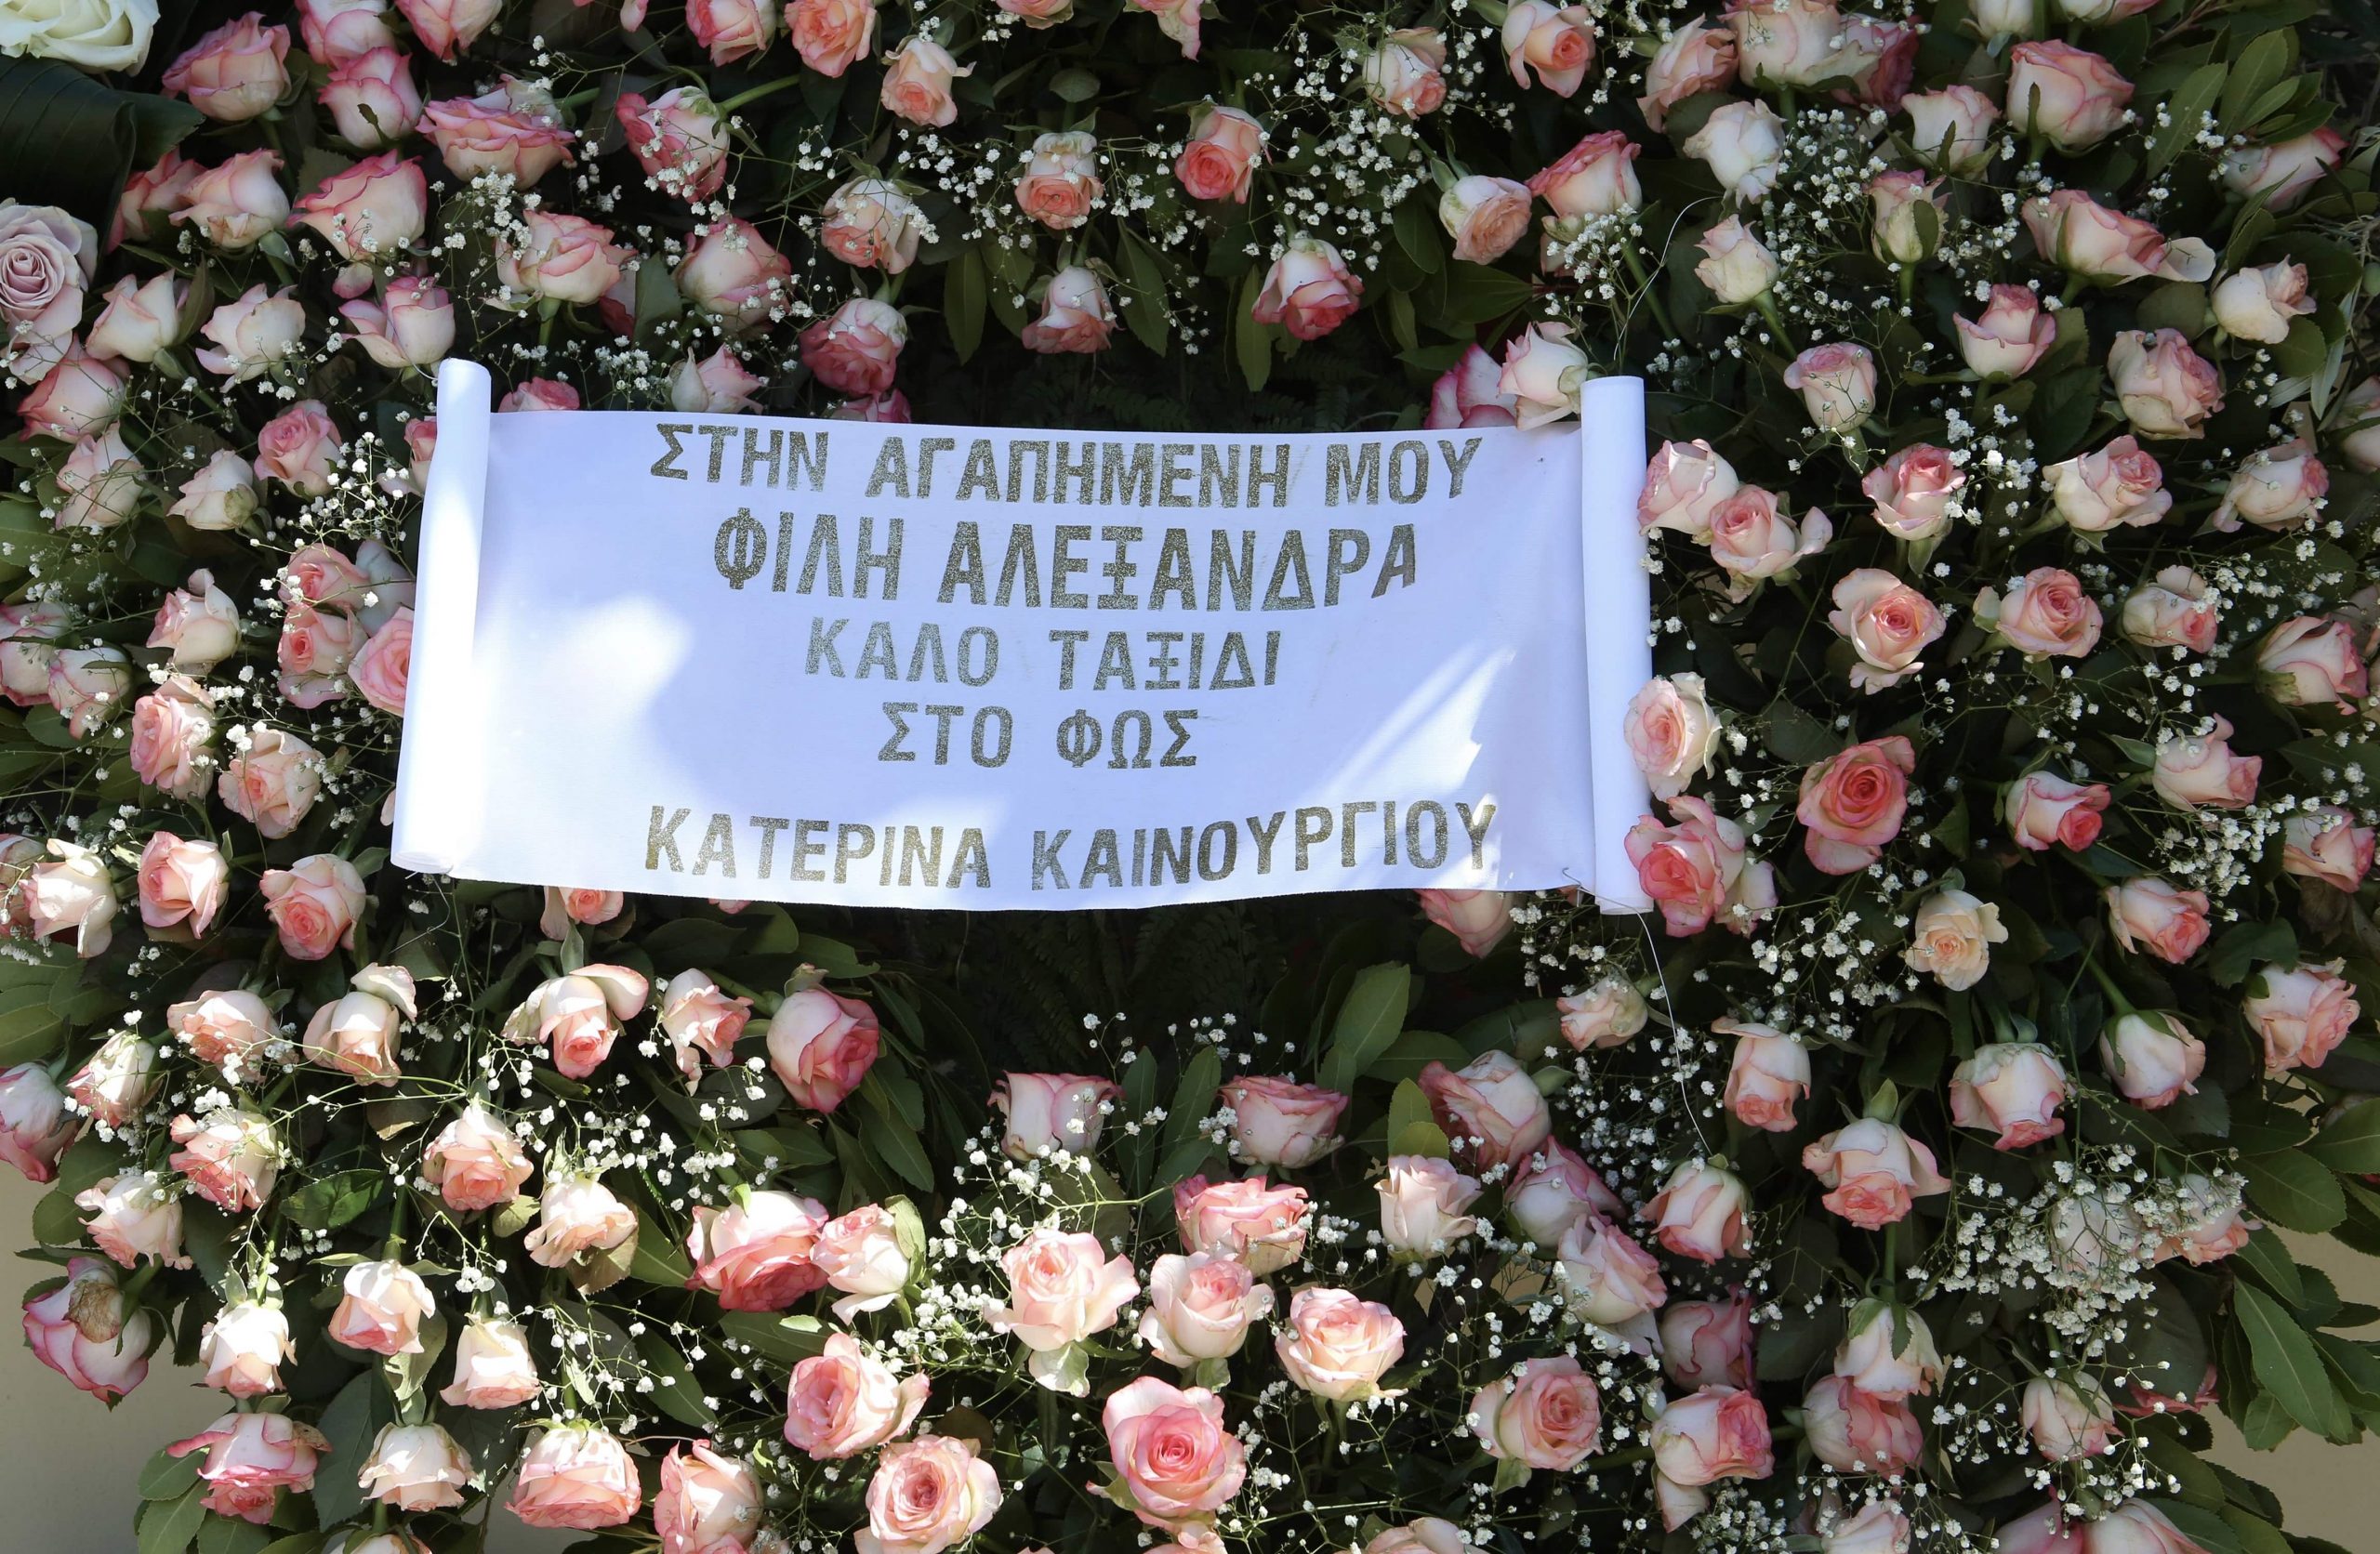 ΣΤΗΝ ΑΓΑΠΗΜΕΝΗ ΜΟΥ
ΦΙΛΗ ΑΛΕΞΑΝΔΡΑ
ΚΑΛΟ ΤΑΞΙΔΙ
ΣΤΟ ΦΩΣ
ΚΑΤΕΡΙΝΑ ΚΑΙΝΟΥΡΓΙΟΥ